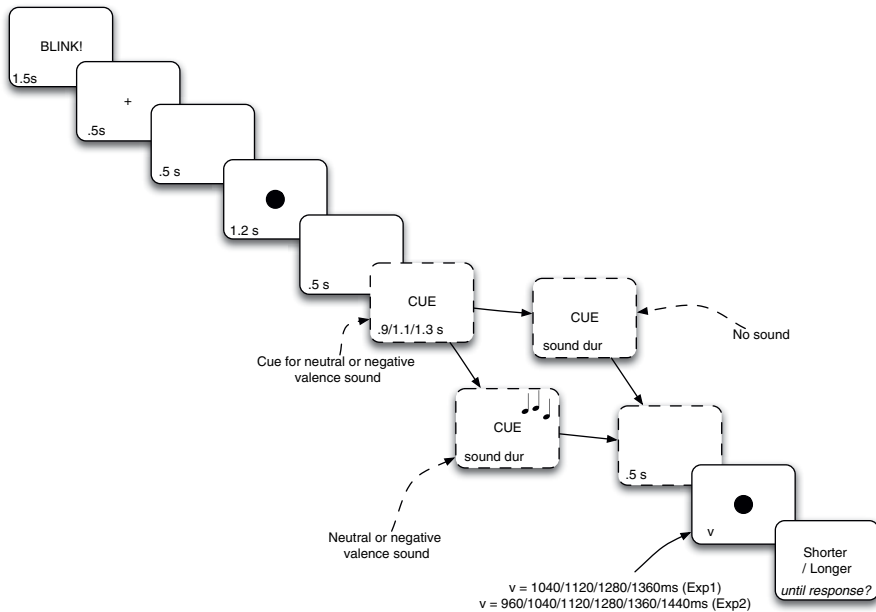 BLINK!
1.5s
+
.5s
.5 s
1.2 s
.5 s
CUE
.9/1.1/1.3 s
Cue for neutral or negative
valence sound
CUE
sound dur
No sound
CUE
sound dur
Neutral or negative
valence sound
.5 s
v
v = 1040/1120/1280/1360ms (Exp1)
v = 960/1040/1120/1280/1360/1440ms (Exp2)
Shorter
/ Longer
until response?